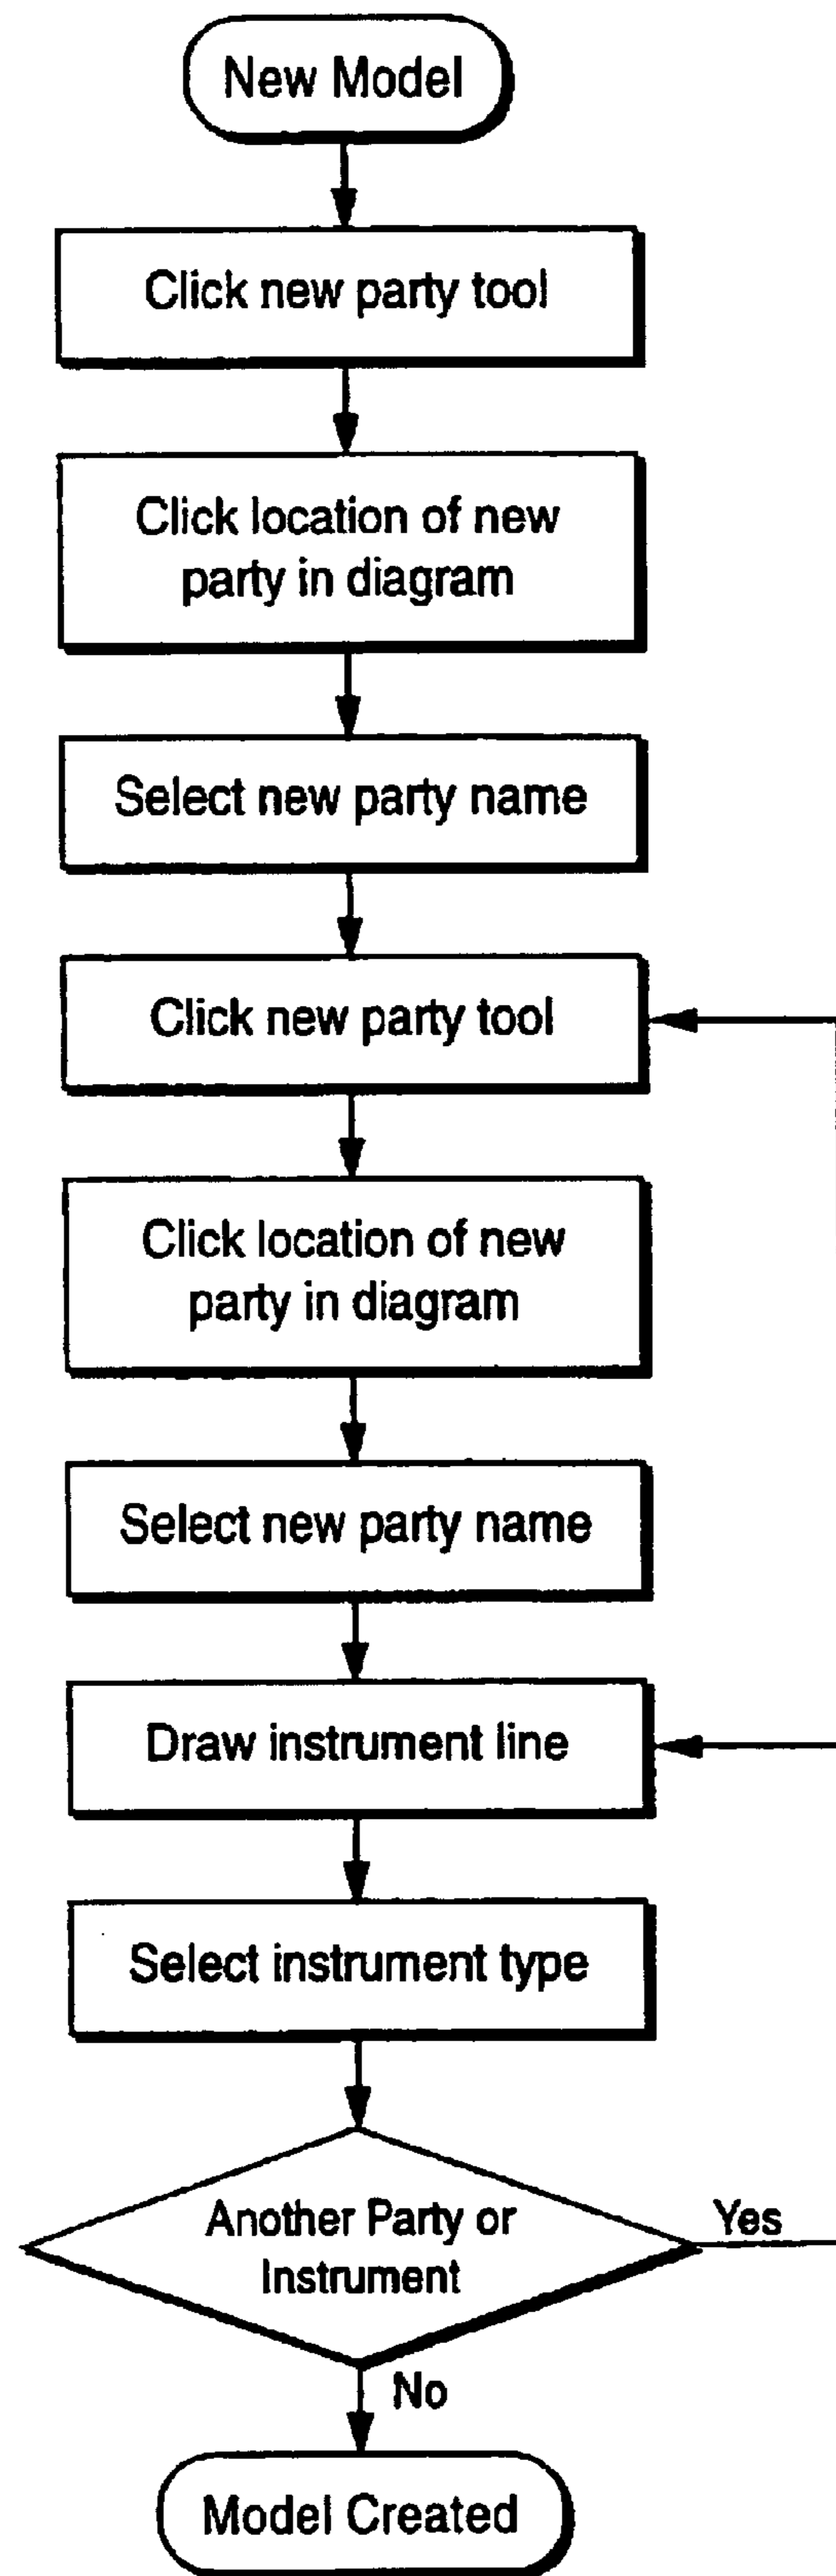 New Model
Click new party tool
Click location of new
party in diagram
Select new party name
Click new party tool
Click location of new
party in diagram
Select new party name
Draw instrument line
Select instrument type
Another Party or
Instrument
Yes
No
Model Created